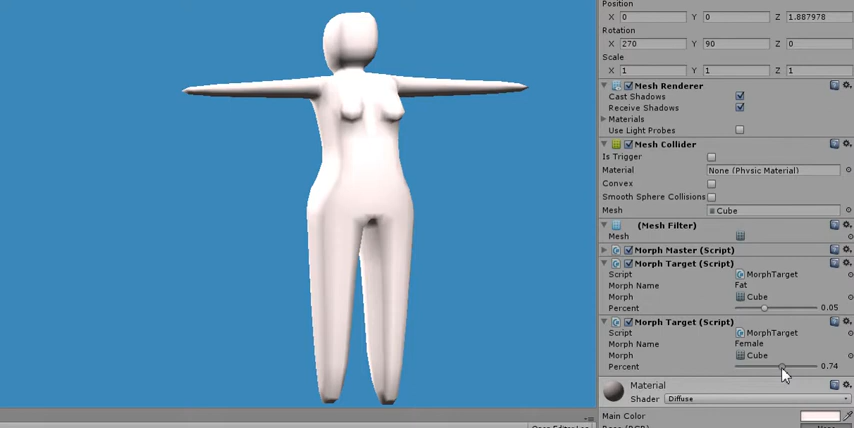 Position
X 0 Y 0 Z 1.887978
Rotation
X 270 Y 90 Z 0
Scale
X 1 Y 1 Z 1
Mesh Renderer
Cast Shadows
Receive Shadows
Materials
Use Light Probes
Mesh Collider
Is Trigger
Material None (Physic Material)
Convex
Smooth Sphere Collisions
Mesh Cube
(Mesh Filter)
Mesh
Morph Master (Script)
Morph Target (Script)
Script MorphTarget
Morph Name Fat
Morph Cube
Percent 0.05
Morph Target (Script)
Script MorphTarget
Morph Name Female
Morph Cube
Percent 0.74
Material
Shader Diffuse
Main Color
Open Editor Log